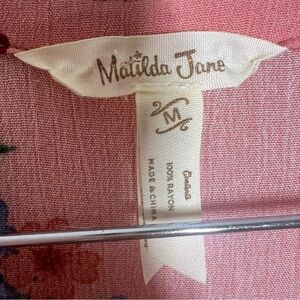 Matilda Jane
M
Contents
100% RAYON
MADE IN CHINA